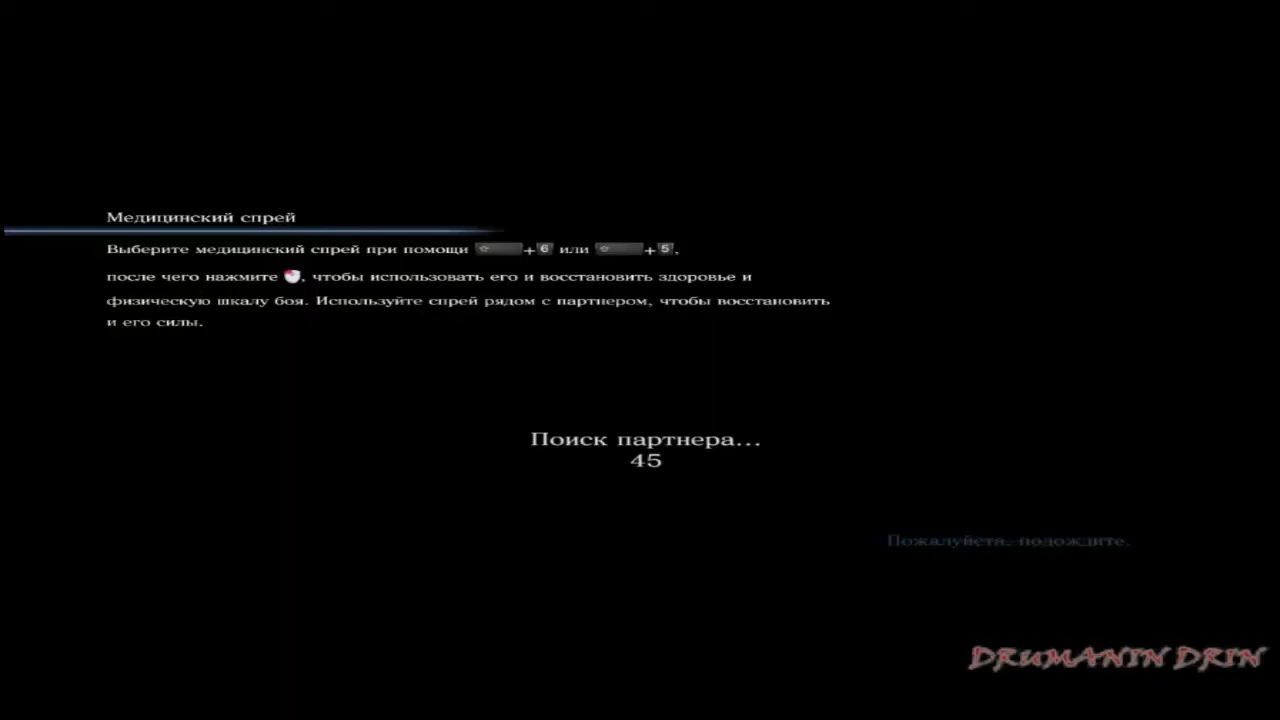 Медицинский спрей
Выберите медицинский спрей при помощи ⇧+6 или ⇧+5,
после чего нажмите , чтобы использовать его и восстановить здоровье и
физическую шкалу боя. Используйте спрей рядом с партнером, чтобы восстановить
и его силы.
Поиск партнера...
45
Пожалуйста, подождите.
DRUMANIN DRIN